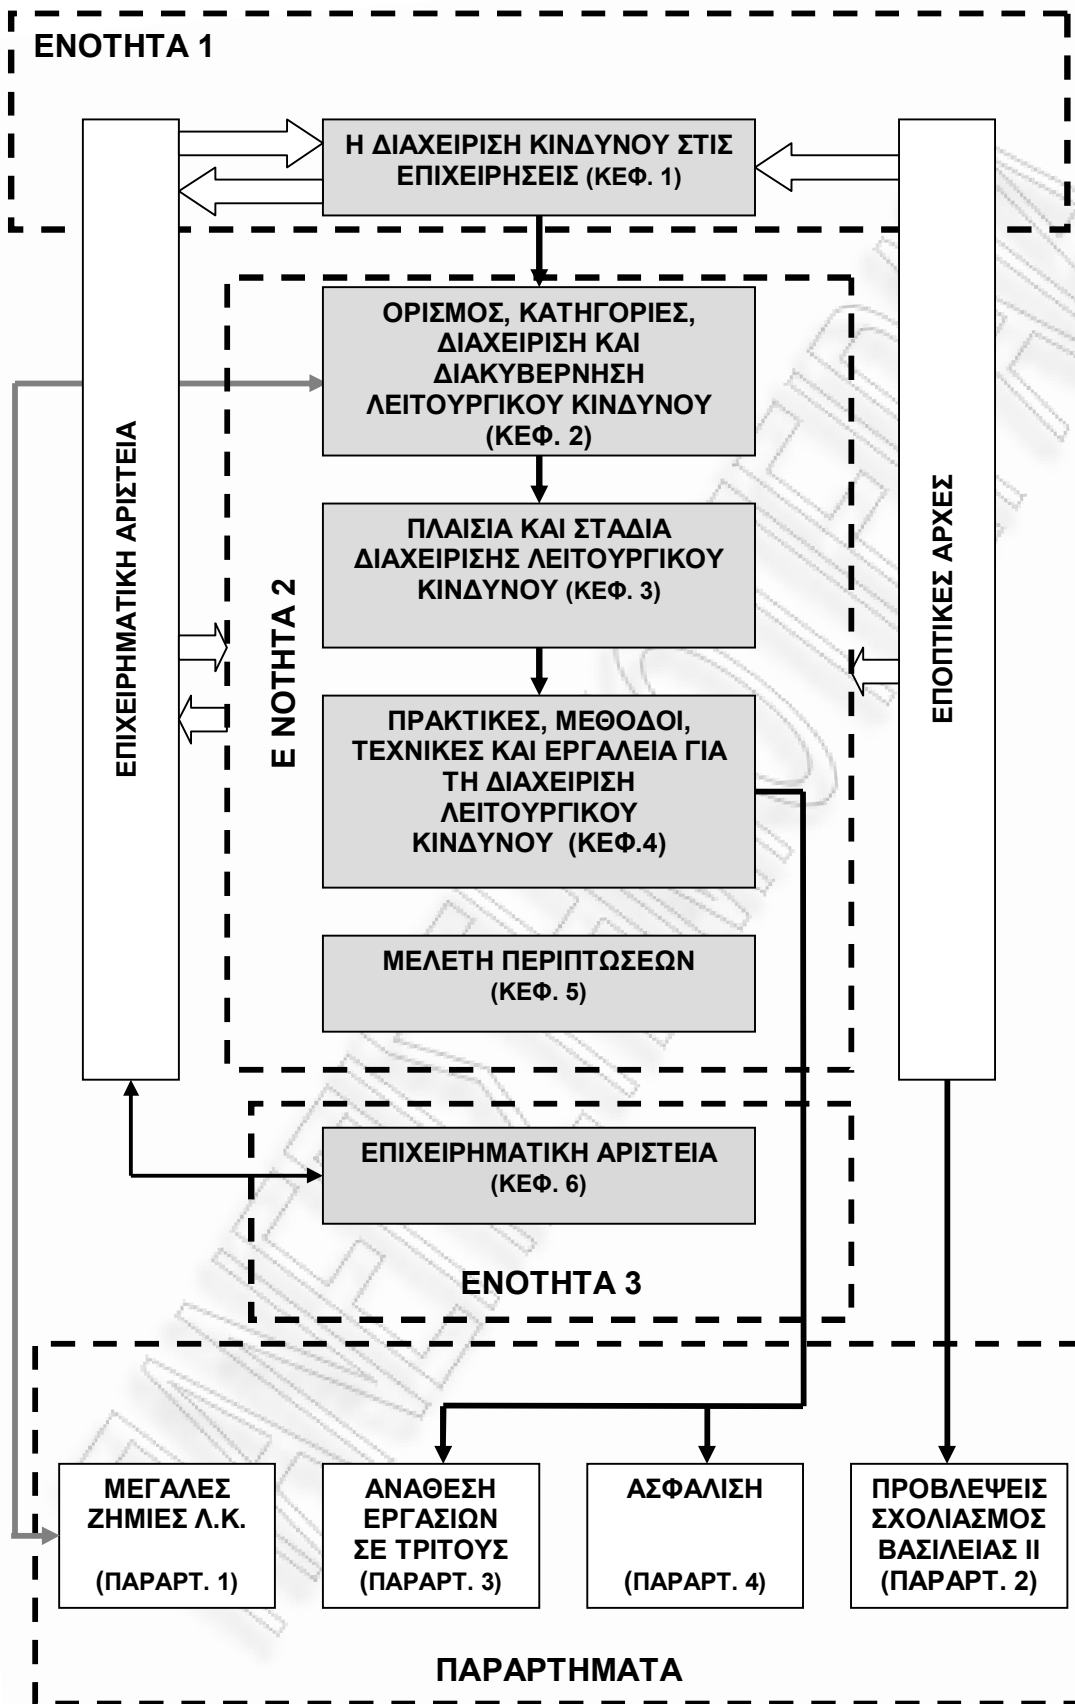 ΕΝΟΤΗΤΑ 1
Η ΔΙΑΧΕΙΡΙΣΗ ΚΙΝΔΥΝΟΥ ΣΤΙΣ
ΕΠΙΧΕΙΡΗΣΕΙΣ (ΚΕΦ. 1)
ΕΠΙΧΕΙΡΗΜΑΤΙΚΗ ΑΡΙΣΤΕΙΑ
ΕΠΟΠΤΙΚΕΣ ΑΡΧΕΣ
Ε ΝΟΤΗΤΑ 2
ΟΡΙΣΜΟΣ, ΚΑΤΗΓΟΡΙΕΣ,
ΔΙΑΧΕΙΡΙΣΗ ΚΑΙ
ΔΙΑΚΥΒΕΡΝΗΣΗ
ΛΕΙΤΟΥΡΓΙΚΟΥ ΚΙΝΔΥΝΟΥ
(ΚΕΦ. 2)
ΠΛΑΙΣΙΑ ΚΑΙ ΣΤΑΔΙΑ
ΔΙΑΧΕΙΡΙΣΗΣ ΛΕΙΤΟΥΡΓΙΚΟΥ
ΚΙΝΔΥΝΟΥ (ΚΕΦ. 3)
ΠΡΑΚΤΙΚΕΣ, ΜΕΘΟΔΟΙ,
ΤΕΧΝΙΚΕΣ ΚΑΙ ΕΡΓΑΛΕΙΑ ΓΙΑ
ΤΗ ΔΙΑΧΕΙΡΙΣΗ
ΛΕΙΤΟΥΡΓΙΚΟΥ
ΚΙΝΔΥΝΟΥ (ΚΕΦ.4)
ΜΕΛΕΤΗ ΠΕΡΙΠΤΩΣΕΩΝ
(ΚΕΦ. 5)
ΕΠΙΧΕΙΡΗΜΑΤΙΚΗ ΑΡΙΣΤΕΙΑ
(ΚΕΦ. 6)
ΕΝΟΤΗΤΑ 3
ΜΕΓΑΛΕΣ
ΖΗΜΙΕΣ Λ.Κ.
(ΠΑΡΑΡΤ. 1)
ΑΝΑΘΕΣΗ
ΕΡΓΑΣΙΩΝ
ΣΕ ΤΡΙΤΟΥΣ
(ΠΑΡΑΡΤ. 3)
ΑΣΦΑΛΙΣΗ
(ΠΑΡΑΡΤ. 4)
ΠΡΟΒΛΕΨΕΙΣ
ΣΧΟΛΙΑΣΜΟΣ
ΒΑΣΙΛΕΙΑΣ ΙΙ
(ΠΑΡΑΡΤ. 2)
ΠΑΡΑΡΤΗΜΑΤΑ